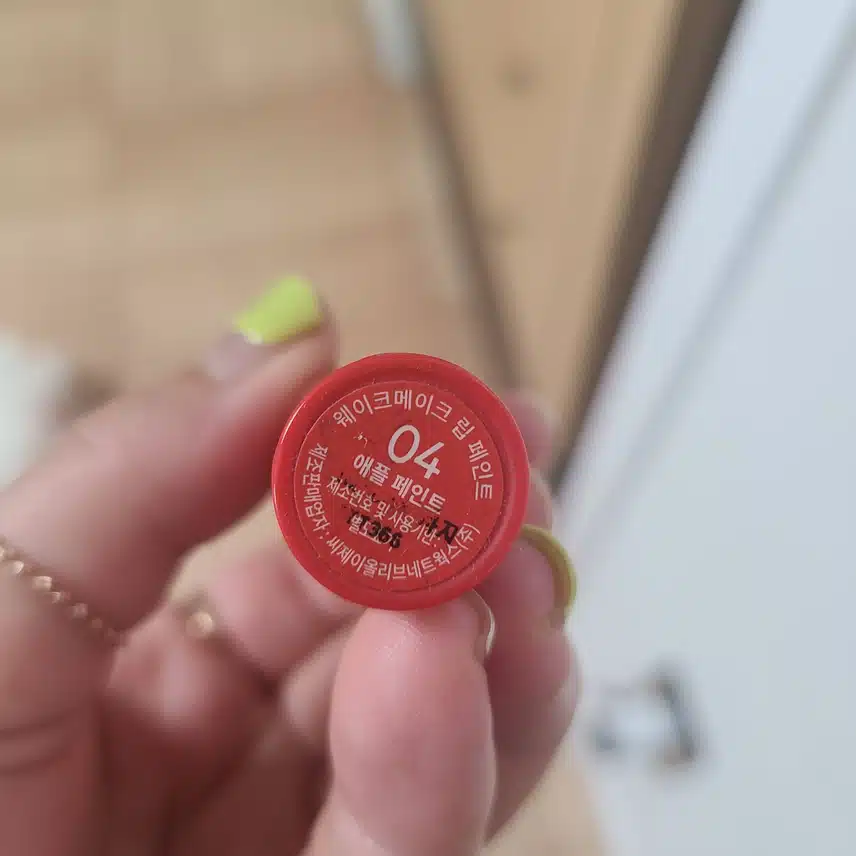 웨이크메이크 립 페인트
04
애플 페인트
제조번호 및 사용기한:
제조판매업자: 씨제이올리브네트웍스(주)